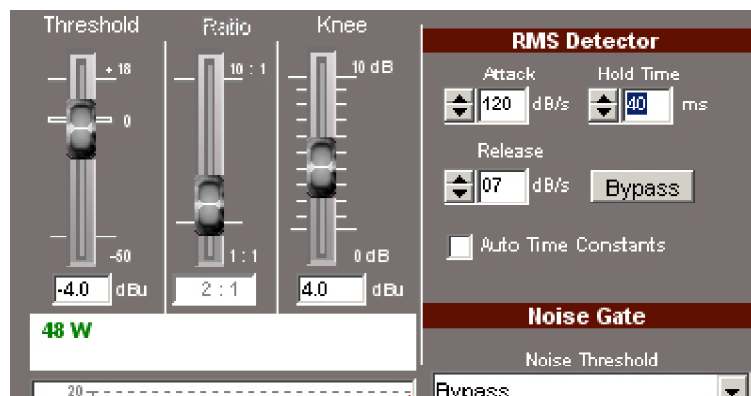 Threshold
Ratio
Knee
+ 18
0
-50
-4.0 dBu
10 : 1
1 : 1
2 : 1
10 dB
0 dB
4.0 dBu
48 W
20
RMS Detector
Attack
Hold Time
120 dB/s
40 ms
Release
07 dB/s
Bypass
Auto Time Constants
Noise Gate
Noise Threshold
Bypass